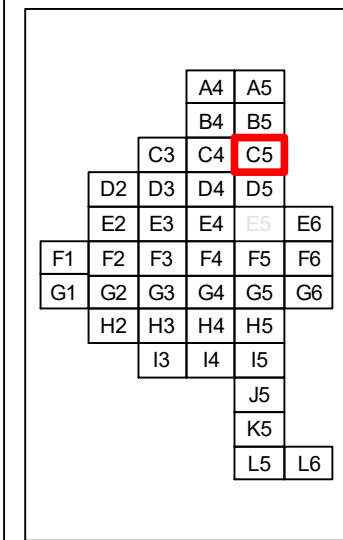 A4 A5
B4 B5
C3 C4 C5
D2 D3 D4 D5
E2 E3 E4 E5 E6
F1 F2 F3 F4 F5 F6
G1 G2 G3 G4 G5 G6
H2 H3 H4 H5
I3 I4 I5
J5
K5
L5 L6